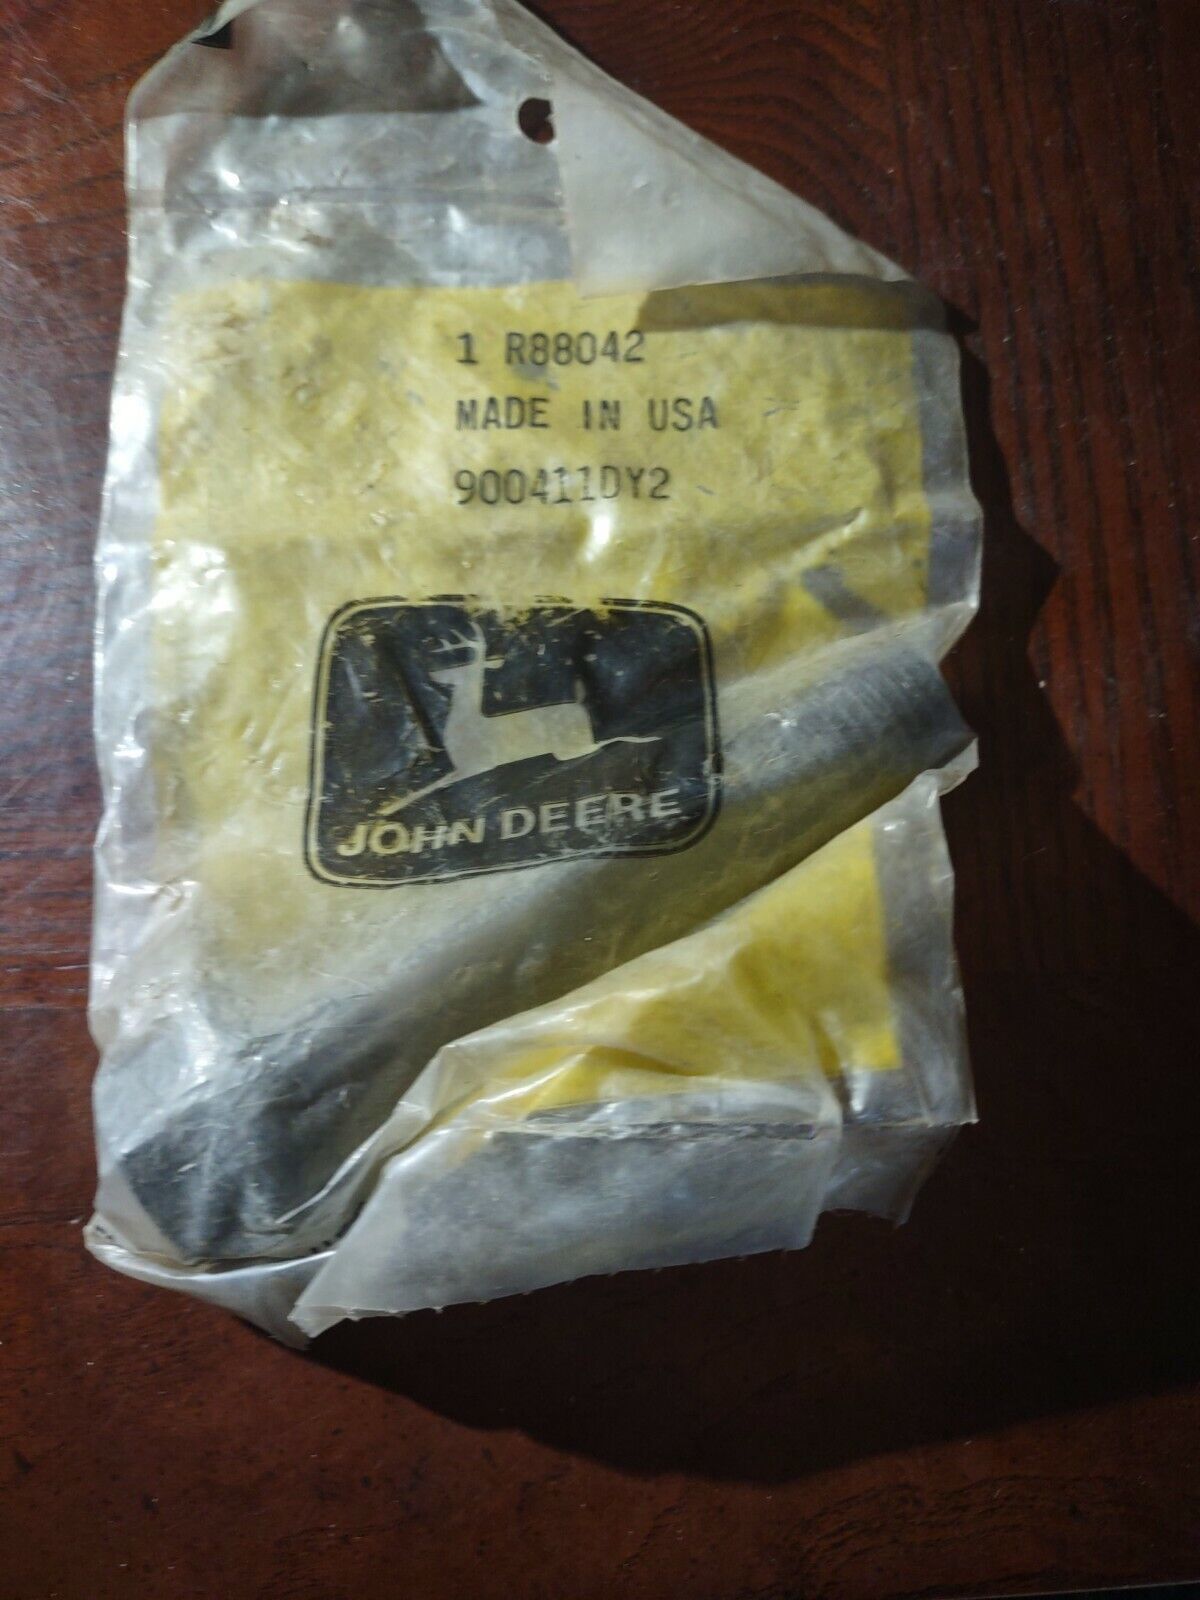 1 R88042
MADE IN USA
900411DY2
JOHN DEERE